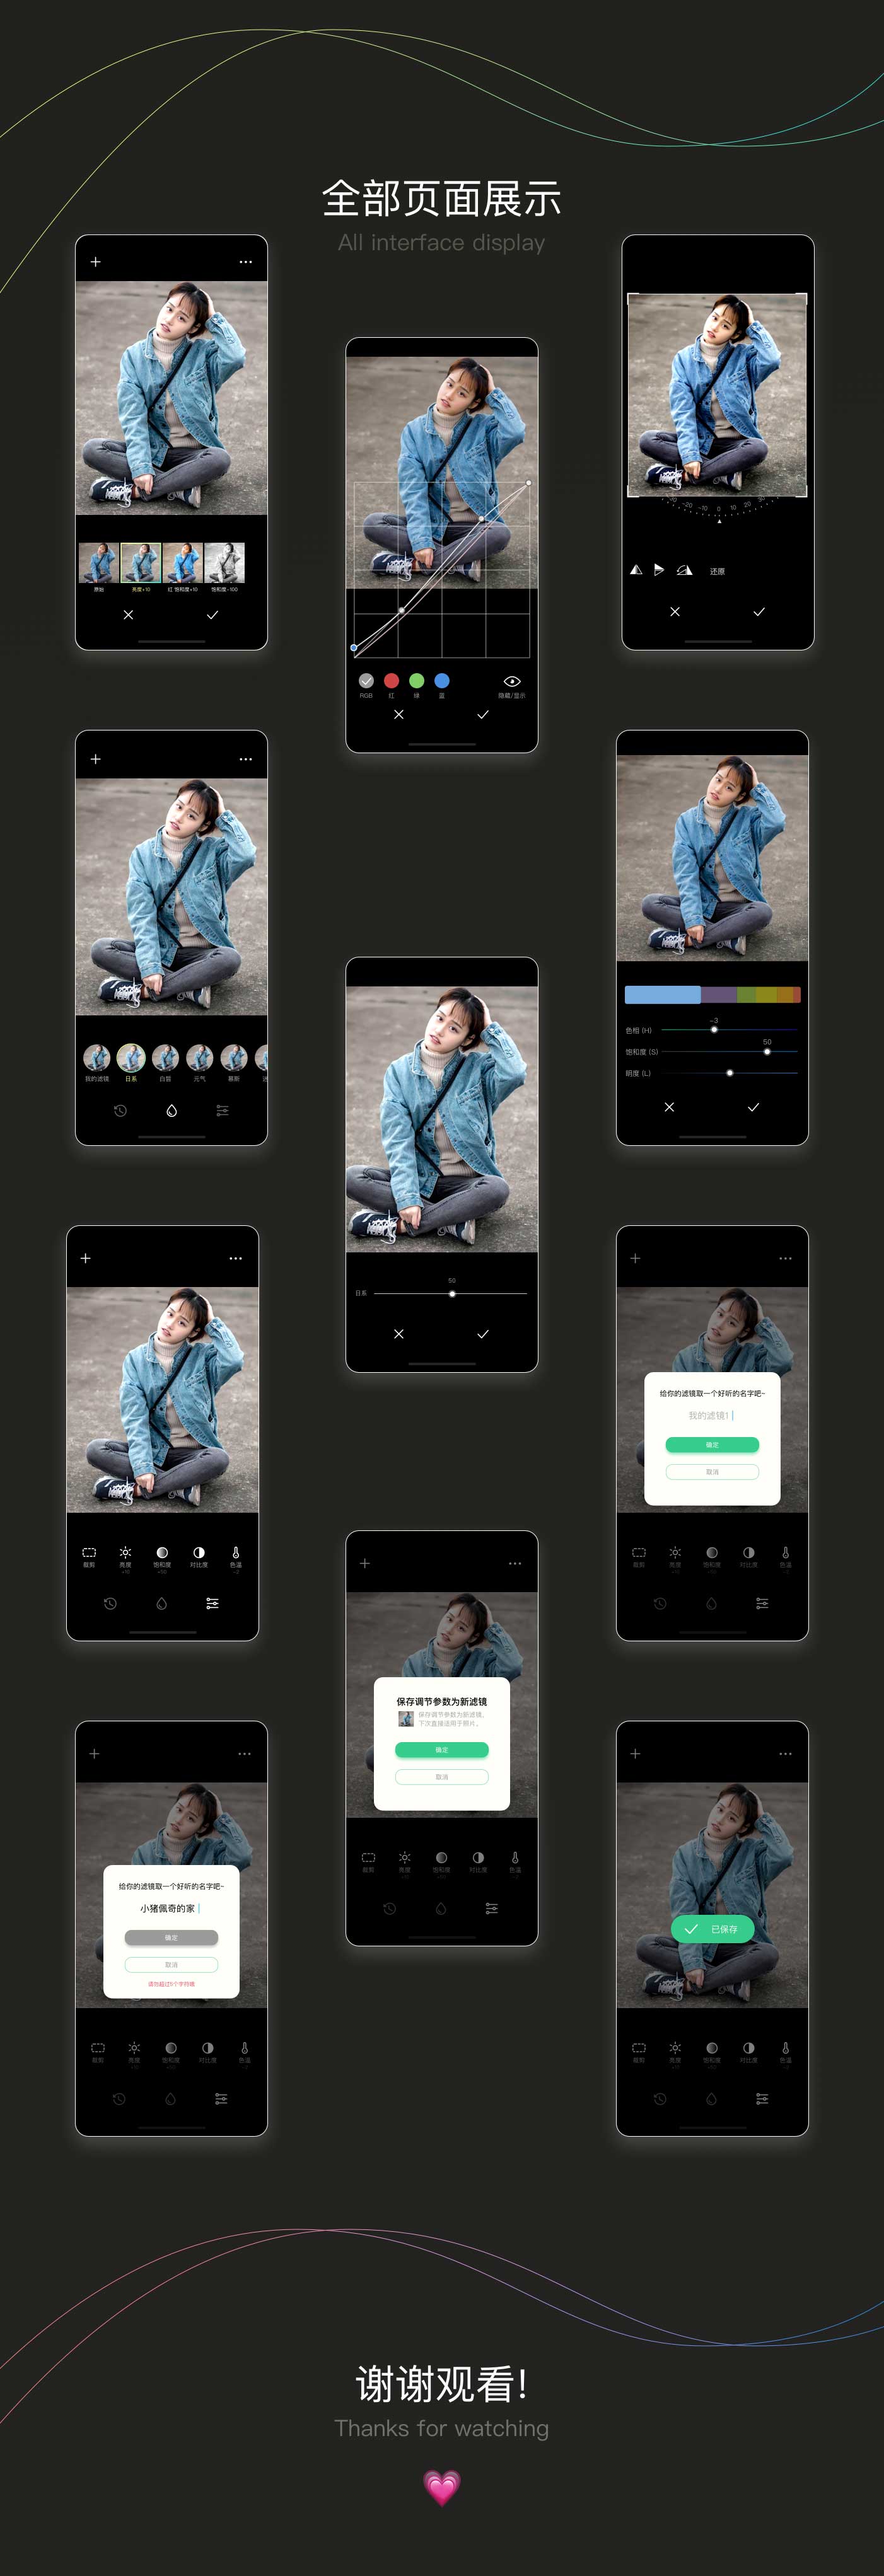 全部页面展示
All interface display
原始
亮度+10
红 饱和度+10
饱和度-100
RGB
红
绿
蓝
隐藏/显示
-20
-10
0
10
20
30
还原
我的滤镜
日系
白皙
元气
慕斯
-3
色相 (H)
50
饱和度 (S)
明度 (L)
50
日系
裁剪
亮度
饱和度
对比度
色温
+10
+50
-3
给你的滤镜取一个好听的名字吧~
我的滤镜1
确定
取消
裁剪
亮度
饱和度
对比度
色温
保存调节参数为新滤镜
保存调节参数为新滤镜,
下次直接适用于照片。
确定
取消
裁剪
亮度
饱和度
对比度
色温
给你的滤镜取一个好听的名字吧~
小猪佩奇的家
确定
取消
请勿超过5个字符哦
裁剪
亮度
饱和度
对比度
色温
已保存
裁剪
亮度
饱和度
对比度
色温
谢谢观看!
Thanks for watching